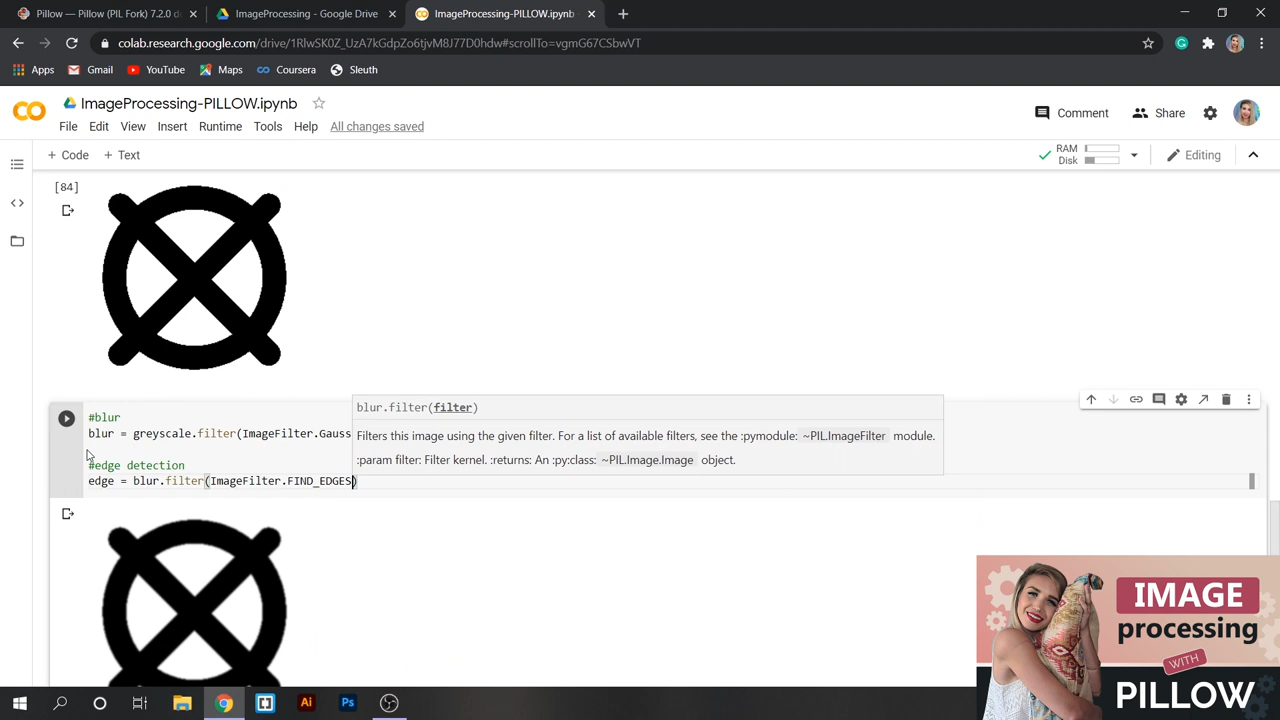 Pillow — Pillow (PIL Fork) 7.2.0 d
ImageProcessing - Google Drive
ImageProcessing-PILLOW.ipynb
colab.research.google.com/drive/1RlwSK0Z_UzA7kGdpZo6tjvM8J77D0hdw#scrollTo=vgmG67CSbwVT
Apps
Gmail
YouTube
Maps
Coursera
Sleuth
CO
ImageProcessing-PILLOW.ipynb
File Edit View Insert Runtime Tools Help All changes saved
Comment
Share
+ Code + Text
RAM
Disk
Editing
[84]
#blur
blur = greyscale.filter(ImageFilter.Gauss
#edge detection
edge = blur.filter(ImageFilter.FIND_EDGES)
blur.filter(filter)
Filters this image using the given filter. For a list of available filters, see the :pymodule: ~PIL.ImageFilter module.
:param filter: Filter kernel. :returns: An :py:class: ~PIL.Image.Image object.
IMAGE
processing
WITH
PILLOW
Ai
Ps